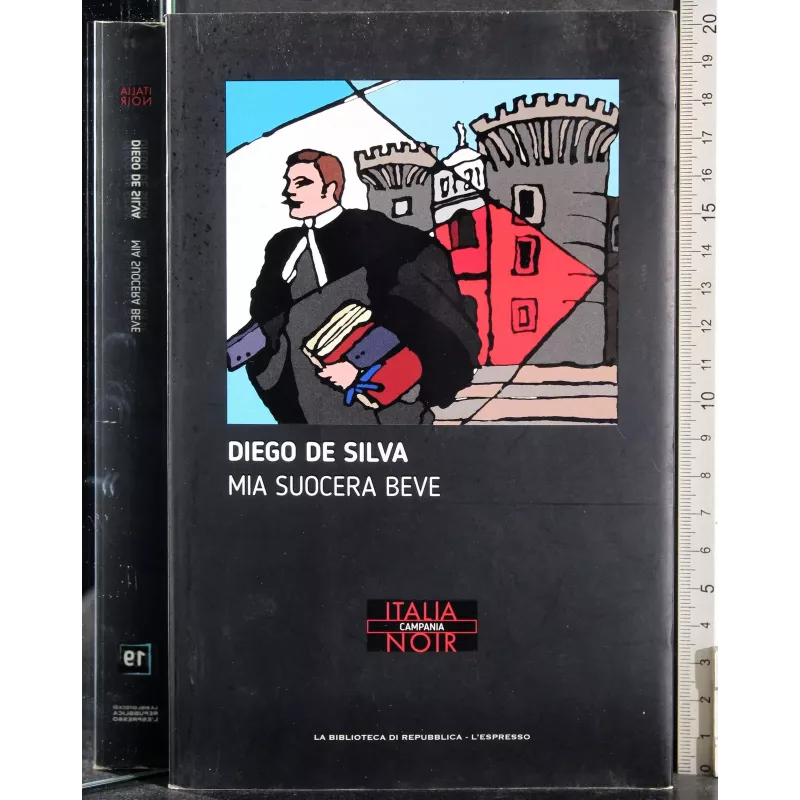 DIEGO DE SILVA
MIA SUOCERA BEVE
ITALIA
CAMPANIA
NOIR
LA BIBLIOTECA DI REPUBBLICA - L'ESPRESSO
ITALIA
NOIR
DIEGO DE SILVA
MIA SUOCERA BEVE
19
LA BIBLIOTECA DI
REPUBBLICA
L'ESPRESSO
20
19
18
17
16
15
14
13
12
11
10
9
8
7
6
5
4
3
2
1
0